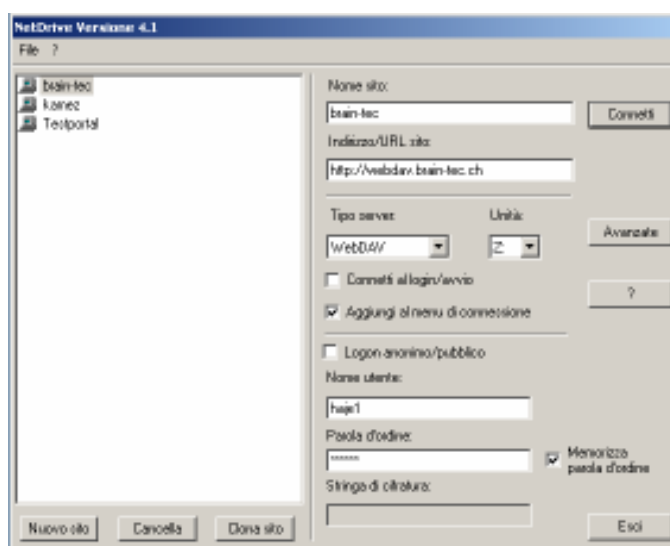 NetDrive Versione 4.1
File ?
brain-tec
kamez
Testportal
Nuovo sito
Cancella
Clona sito
Nome sito:
brain-tec
Connetti
Indirizzo/URL sito:
http://webdav.brain-tec.ch
Tipo server:
Unità:
WebDAV
Z:
Avanzate
Connetti al login/avvio
?
Aggiungi al menu di connessione
Logon anonimo/pubblico
Nome utente:
haje1
Parola d'ordine:
******
Memorizza
parola d'ordine
Stringa di cifratura:
Esci